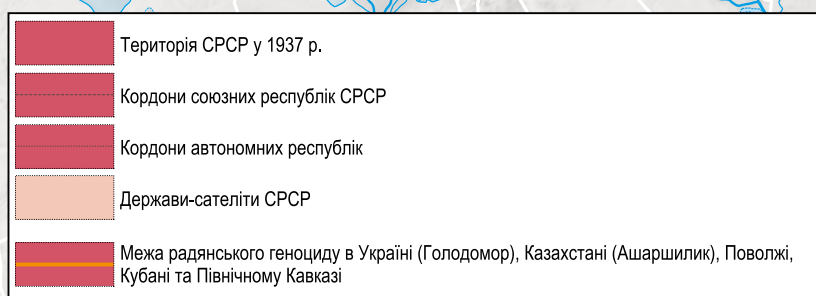 Територія СРСР у 1937 р.
Кордони союзних республік СРСР
Кордони автономних республік
Держави-сателіти СРСР
Межа радянського геноциду в Україні (Голодомор), Казахстані (Ашаршилик), Поволжі,
Кубані та Північному Кавказі